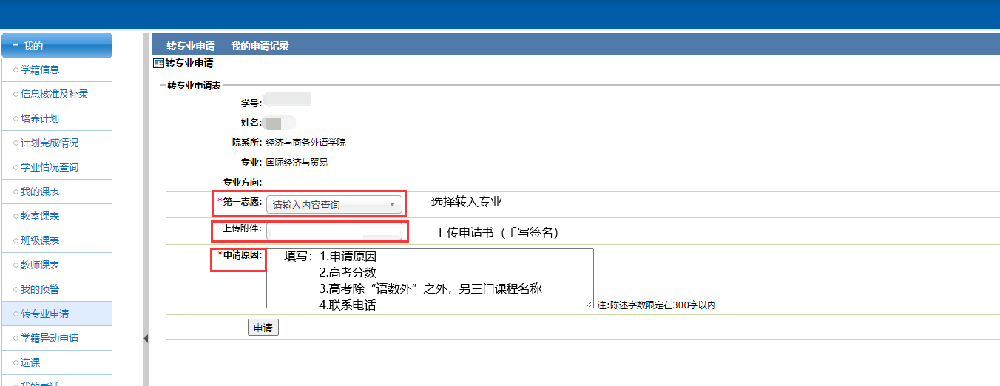 我的
学籍信息
信息核准及补录
培养计划
计划完成情况
学业情况查询
我的课表
教室课表
班级课表
教师课表
我的预警
转专业申请
学籍异动申请
选课
我的考试
转专业申请 我的申请记录
转专业申请
转专业申请表
学号:
姓名:
院系所: 经济与商务外语学院
专业: 国际经济与贸易
专业方向:
*第一志愿: 请输入内容查询 选择转入专业
上传附件: 上传申请书（手写签名）
*申请原因: 填写：1.申请原因
2.高考分数
3.高考除“语数外”之外，另三门课程名称
4.联系电话
注:陈述字数限定在300字以内
申请